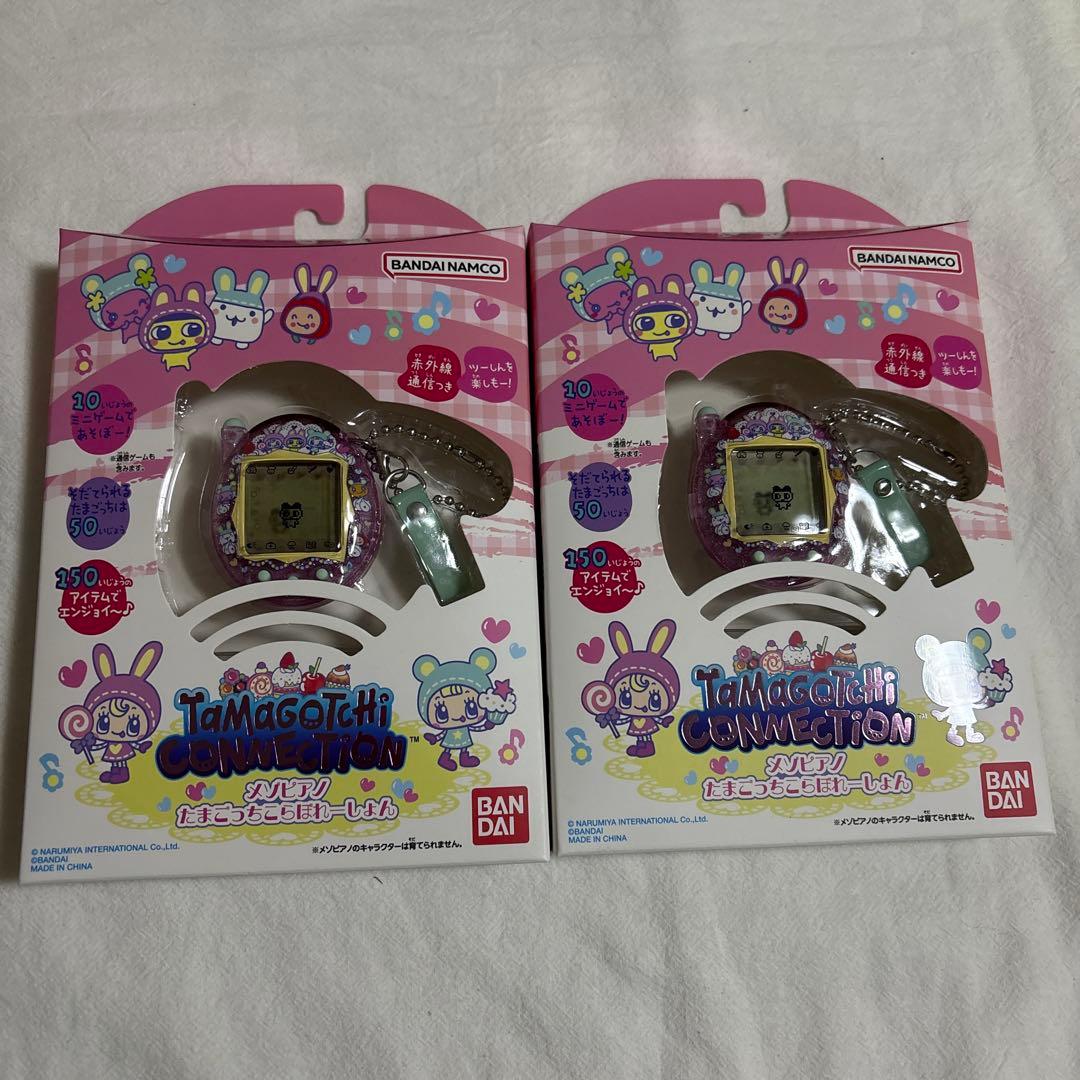 BANDAI NAMCO
赤外線
通信つき
ツーしんを
楽しもー!
10いじょうの
ミニゲームで
あそぼー!
※通信ゲームも
含みます。
そだてられる
たまごっちは
50いじょう
150いじょうの
アイテムで
エンジョイ〜♪
TAMAGOTCHI
CONNECTION™
メゾピアノ
たまごっちこらぼれーしょん
BAN
DAI
© NARUMIYA INTERNATIONAL Co., Ltd.
©BANDAI
MADE IN CHINA
※メゾピアノのキャラクターは育てられません。
BANDAI NAMCO
赤外線
通信つき
ツーしんを
楽しもー!
10いじょうの
ミニゲームで
あそぼー!
※通信ゲームも
含みます。
そだてられる
たまごっちは
50いじょう
150いじょうの
アイテムで
エンジョイ〜♪
TAMAGOTCHI
CONNECTION
メゾピアノ
たまごっちこらぼれーしょん
BAN
DAI
© NARUMIYA INTERNATIONAL Co., Ltd.
©BANDAI
MADE IN CHINA
※メゾピアノのキャラクターは育てられません。